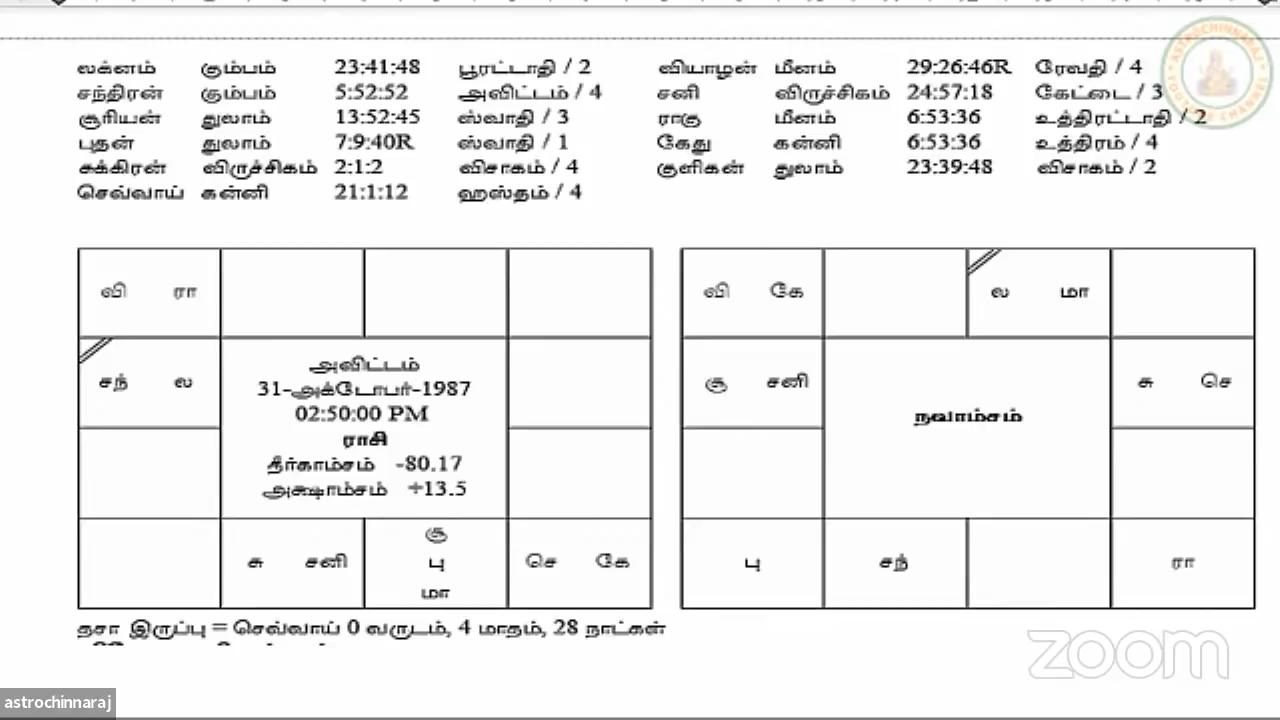 லக்னம் கும்பம் 23:41:48 பூரட்டாதி / 2 வியாழன் மீனம் 29:26:46R ரேவதி / 4
சந்திரன் கும்பம் 5:52:52 அவிட்டம் / 4 சனி விருச்சிகம் 24:57:18 கேட்டை / 3
சூரியன் துலாம் 13:52:45 ஸ்வாதி / 3 ராகு மீனம் 6:53:36 உத்திரட்டாதி / 2
புதன் துலாம் 7:9:40R ஸ்வாதி / 1 கேது கன்னி 6:53:36 உத்திரம் / 4
சுக்கிரன் விருச்சிகம் 2:1:2 விசாகம் / 4 குளிகன் துலாம் 23:39:48 விசாகம் / 2
செவ்வாய் கன்னி 21:1:12 ஹஸ்தம் / 4
வி ரா
சந் ல
அவிட்டம்
31-அக்டோபர்-1987
02:50:00 PM
ராசி
தீர்காம்சம் -80.17
அக்ஷாம்சம் +13.5
சு சனி
சூ
பு
மா
செ கே
வி கே
ல மா
சூ சனி
சு செ
நவாம்சம்
பு
சந்
ரா
தசா இருப்பு = செவ்வாய் 0 வருடம், 4 மாதம், 28 நாட்கள்
zoom
astrochinnaraj